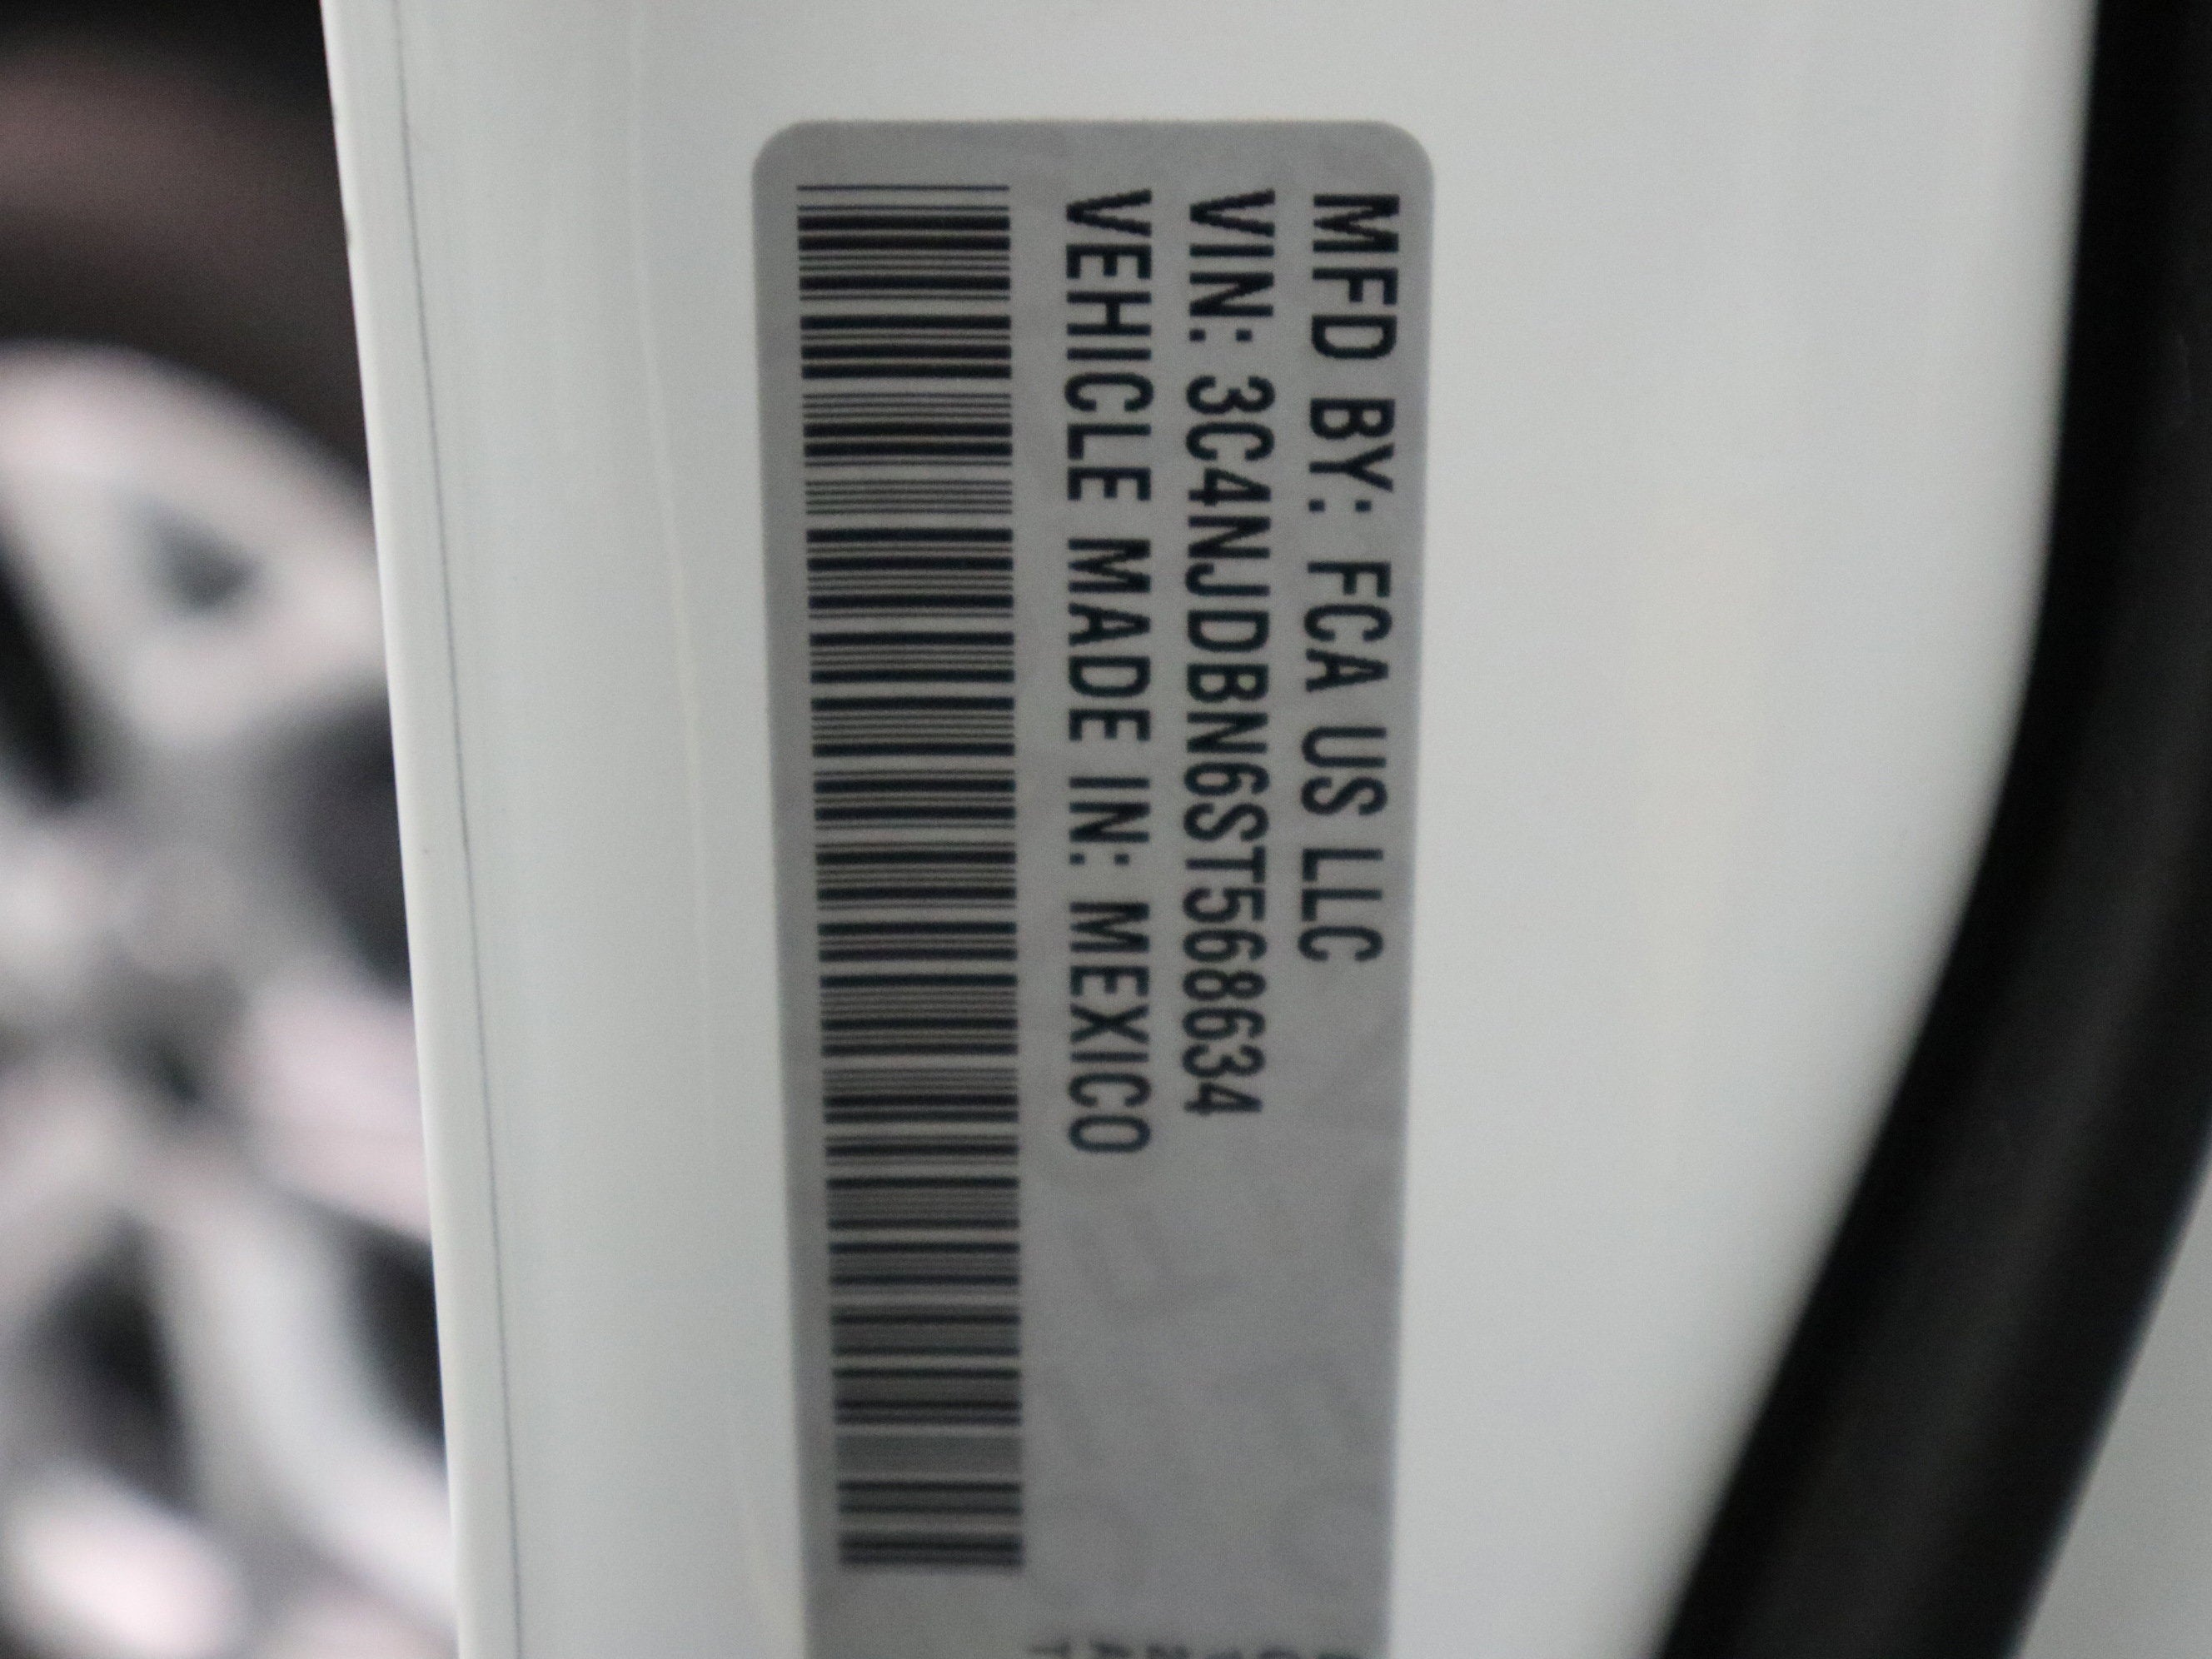 MFD BY: FCA US LLC
VIN: 3C4NJDBN6ST568634
VEHICLE MADE IN: MEXICO